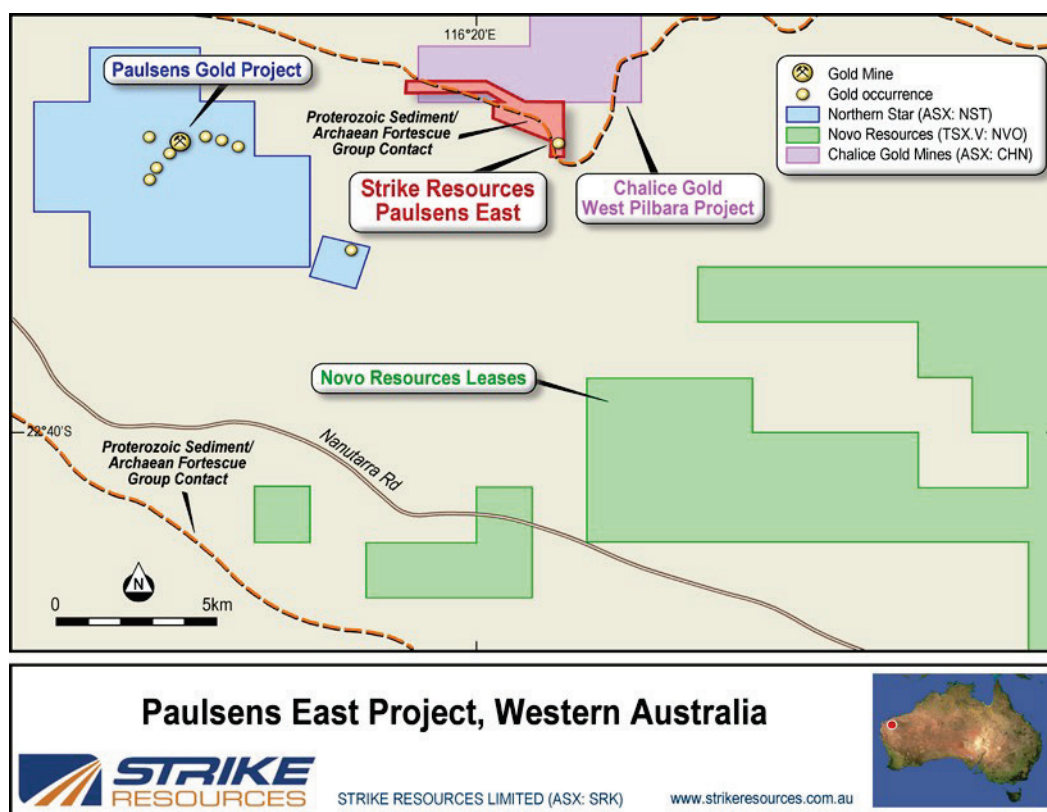 116°20'E
Paulsens Gold Project
Proterozoic Sediment/
Archaean Fortescue
Group Contact
Strike Resources
Paulsens East
Chalice Gold
West Pilbara Project
Gold Mine
Gold occurrence
Northern Star (ASX: NST)
Novo Resources (TSX.V: NVO)
Chalice Gold Mines (ASX: CHN)
Novo Resources Leases
22°40'S
Proterozoic Sediment/
Archaean Fortescue
Group Contact
Nanutarra Rd
N
0 5km
Paulsens East Project, Western Australia
STRIKE
RESOURCES
STRIKE RESOURCES LIMITED (ASX: SRK) www.strikeresources.com.au